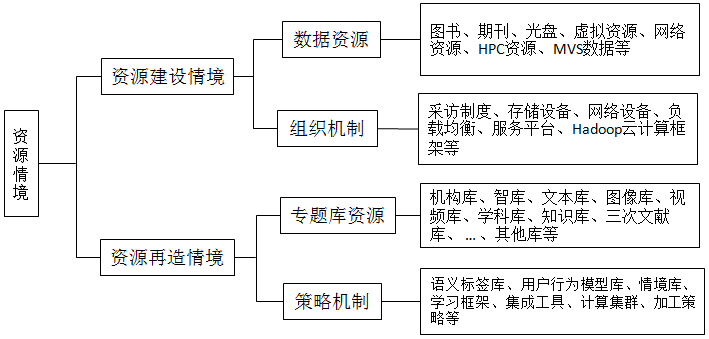 资源情境
资源建设情境
数据资源
图书、期刊、光盘、虚拟资源、网络
资源、HPC资源、MVS数据等
组织机制
采访制度、存储设备、网络设备、负
载均衡、服务平台、Hadoop云计算框
架等
资源再造情境
专题库资源
机构库、智库、文本库、图像库、视
频库、学科库、知识库、三次文献
库、 ... 、其他库等
策略机制
语义标签库、用户行为模型库、情境库、
学习框架、集成工具、计算集群、加工策
略等